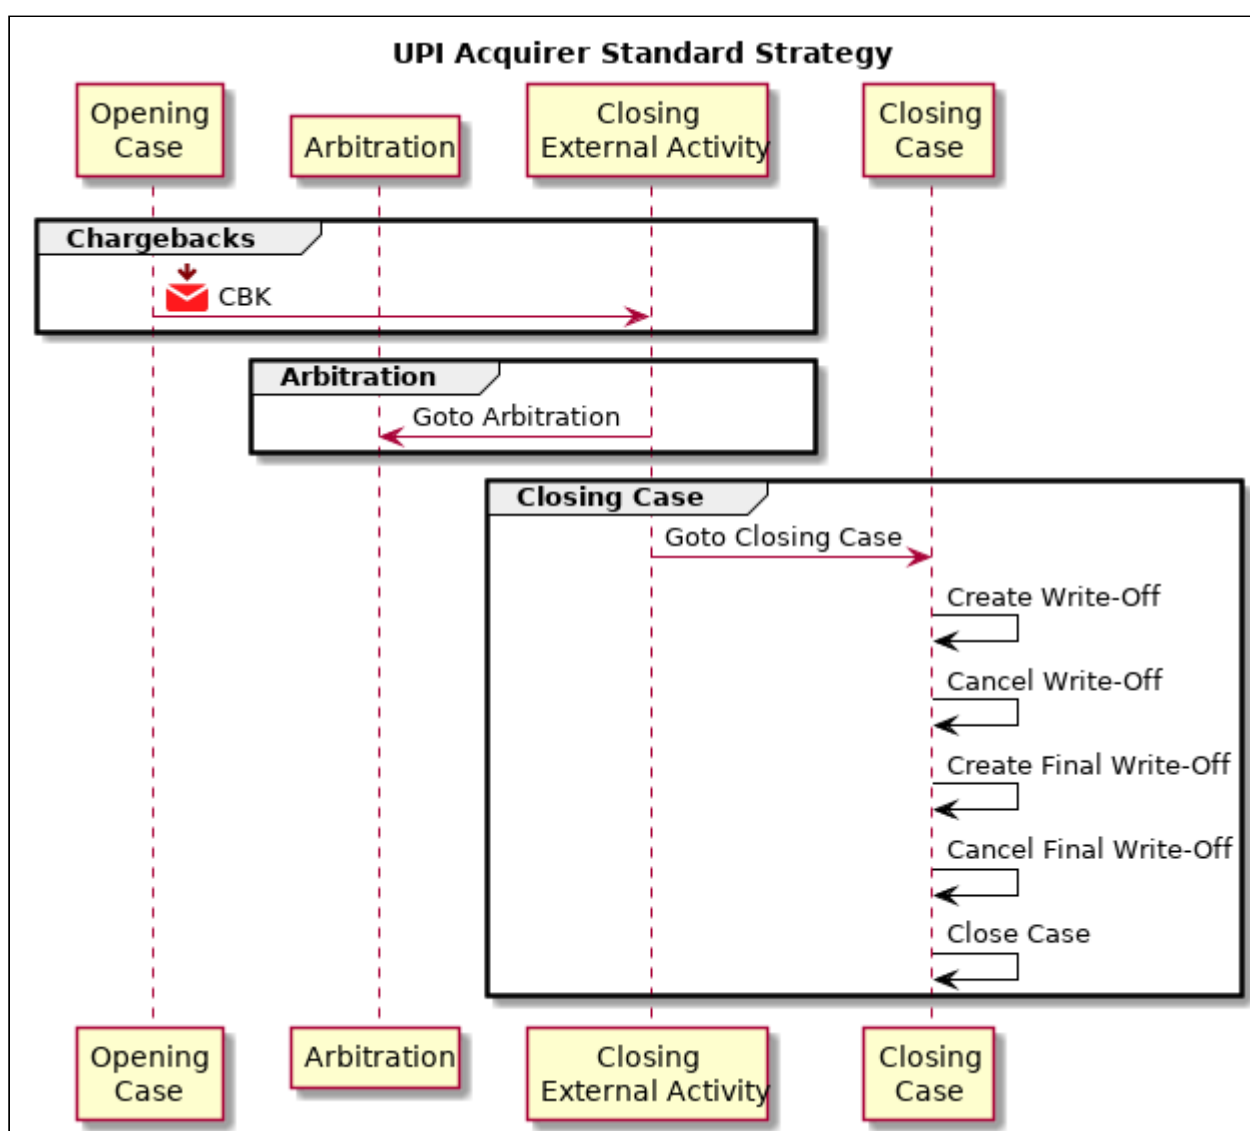 UPI Acquirer Standard Strategy
Opening
Case
Arbitration
Closing
External Activity
Closing
Case
Chargebacks
CBK
Arbitration
Goto Arbitration
Closing Case
Goto Closing Case
Create Write-Off
Cancel Write-Off
Create Final Write-Off
Cancel Final Write-Off
Close Case
Opening
Case
Arbitration
Closing
External Activity
Closing
Case